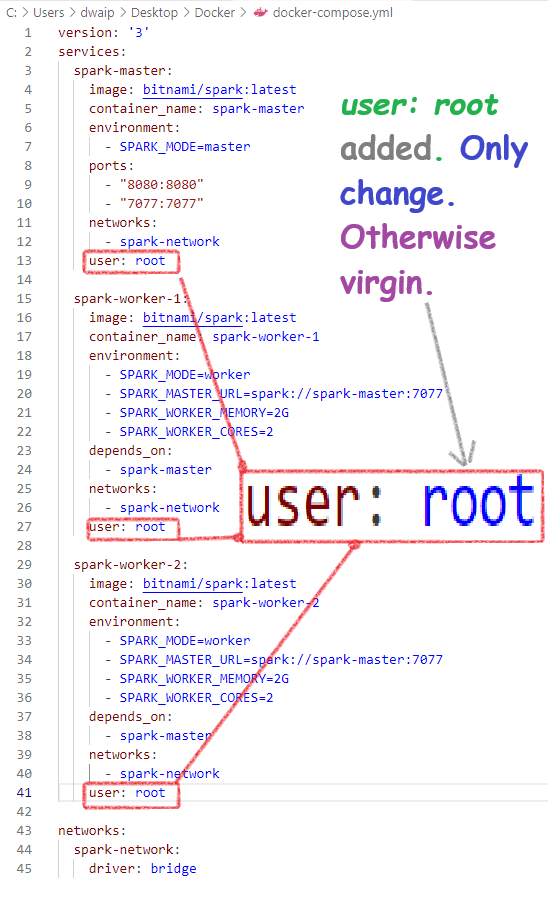 C: > Users > dwaip > Desktop > Docker > docker-compose.yml
1 version: '3'
2 services:
3 spark-master:
4 image: bitnami/spark:latest
5 container_name: spark-master
6 environment:
7 - SPARK_MODE=master
8 ports:
9 - "8080:8080"
10 - "7077:7077"
11 networks:
12 - spark-network
13 user: root
14
15 spark-worker-1:
16 image: bitnami/spark:latest
17 container_name: spark-worker-1
18 environment:
19 - SPARK_MODE=worker
20 - SPARK_MASTER_URL=spark://spark-master:7077
21 - SPARK_WORKER_MEMORY=2G
22 - SPARK_WORKER_CORES=2
23 depends_on:
24 - spark-master
25 networks:
26 - spark-network
27 user: root
28
29 spark-worker-2:
30 image: bitnami/spark:latest
31 container_name: spark-worker-2
32 environment:
33 - SPARK_MODE=worker
34 - SPARK_MASTER_URL=spark://spark-master:7077
35 - SPARK_WORKER_MEMORY=2G
36 - SPARK_WORKER_CORES=2
37 depends_on:
38 - spark-master
39 networks:
40 - spark-network
41 user: root
42
43 networks:
44 spark-network:
45 driver: bridge
user: root
added. Only
change.
Otherwise
virgin.
user: root